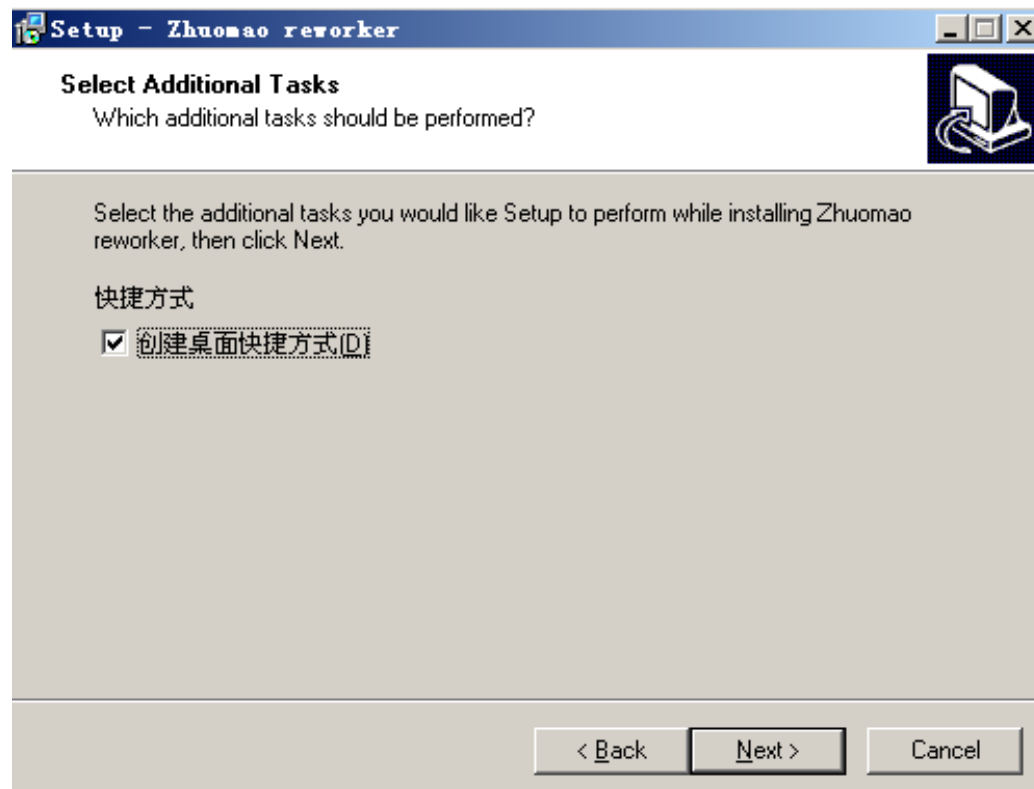 Setup - Zhuomao reworker
Select Additional Tasks
Which additional tasks should be performed?
Select the additional tasks you would like Setup to perform while installing Zhuomao
reworker, then click Next.
快捷方式
创建桌面快捷方式(D)
< Back
Next >
Cancel